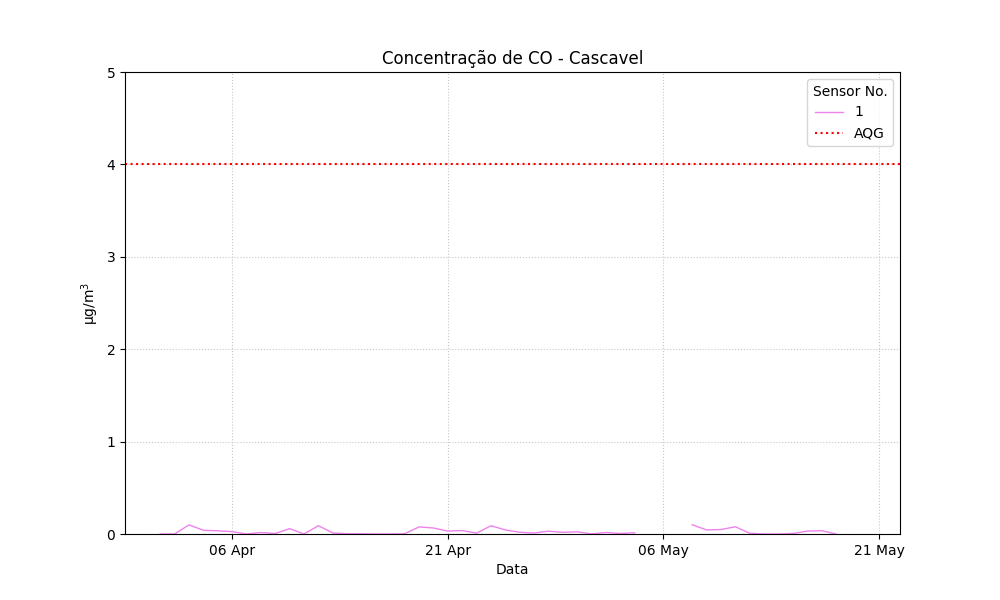 Concentração de CO - Cascavel
5
4
3
2
1
0
µg/m³
Sensor No.
1
AQG
06 Apr
21 Apr
06 May
21 May
Data